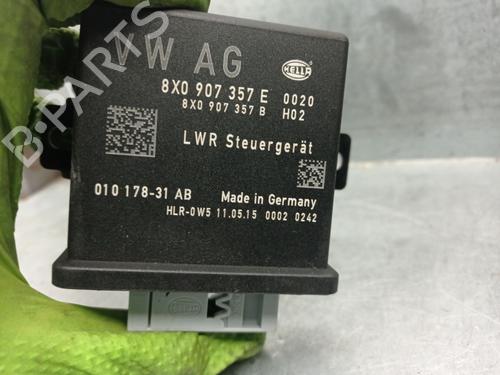 VW AG
HELLA
8X0 907 357 E 0020
8X0 907 357 B H02
LWR Steuergerät
010 178-31 AB Made in Germany
HLR-0W5 11.05.15 0002 0242
B-Parts